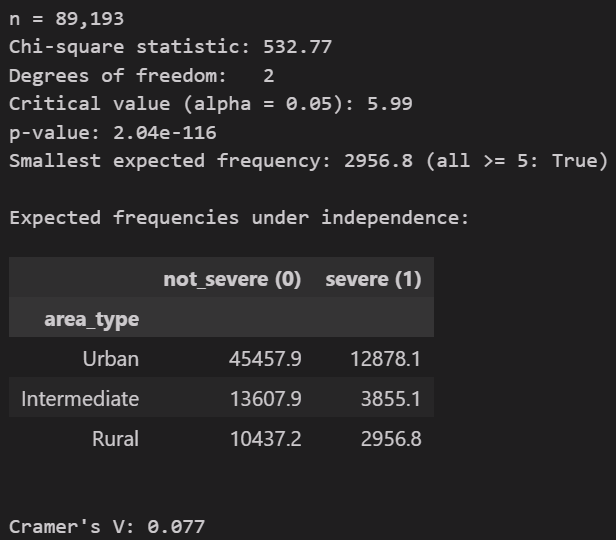 n = 89,193
Chi-square statistic: 532.77
Degrees of freedom:   2
Critical value (alpha = 0.05): 5.99
p-value: 2.04e-116
Smallest expected frequency: 2956.8 (all >= 5: True)
Expected frequencies under independence:
not_severe (0) severe (1)
area_type
Urban 45457.9 12878.1
Intermediate 13607.9 3855.1
Rural 10437.2 2956.8
Cramer's V: 0.077